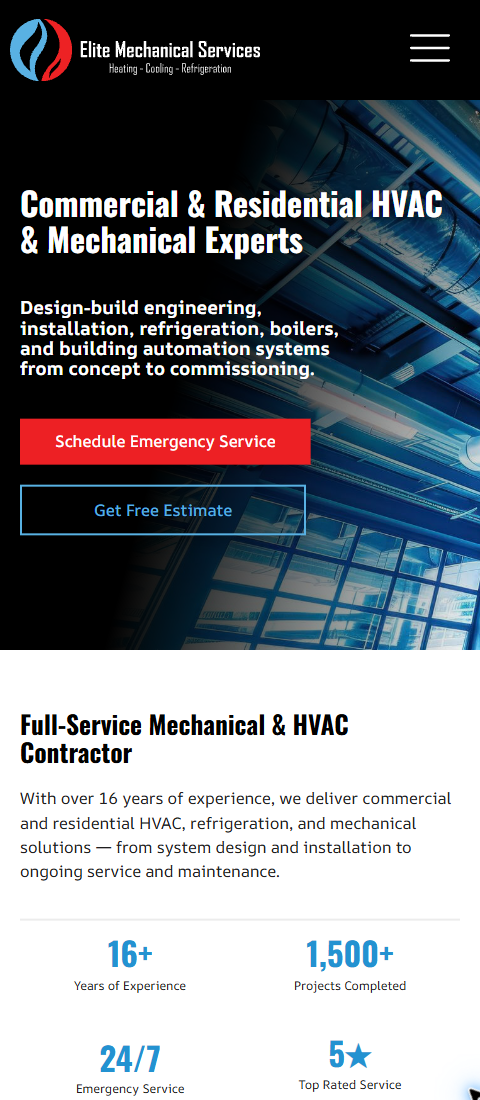 Elite Mechanical Services
Heating - Cooling - Refrigeration
Commercial & Residential HVAC
& Mechanical Experts
Design-build engineering,
installation, refrigeration, boilers,
and building automation systems
from concept to commissioning.
Schedule Emergency Service
Get Free Estimate
Full-Service Mechanical & HVAC
Contractor
With over 16 years of experience, we deliver commercial
and residential HVAC, refrigeration, and mechanical
solutions — from system design and installation to
ongoing service and maintenance.
16+
Years of Experience
1,500+
Projects Completed
24/7
Emergency Service
5★
Top Rated Service